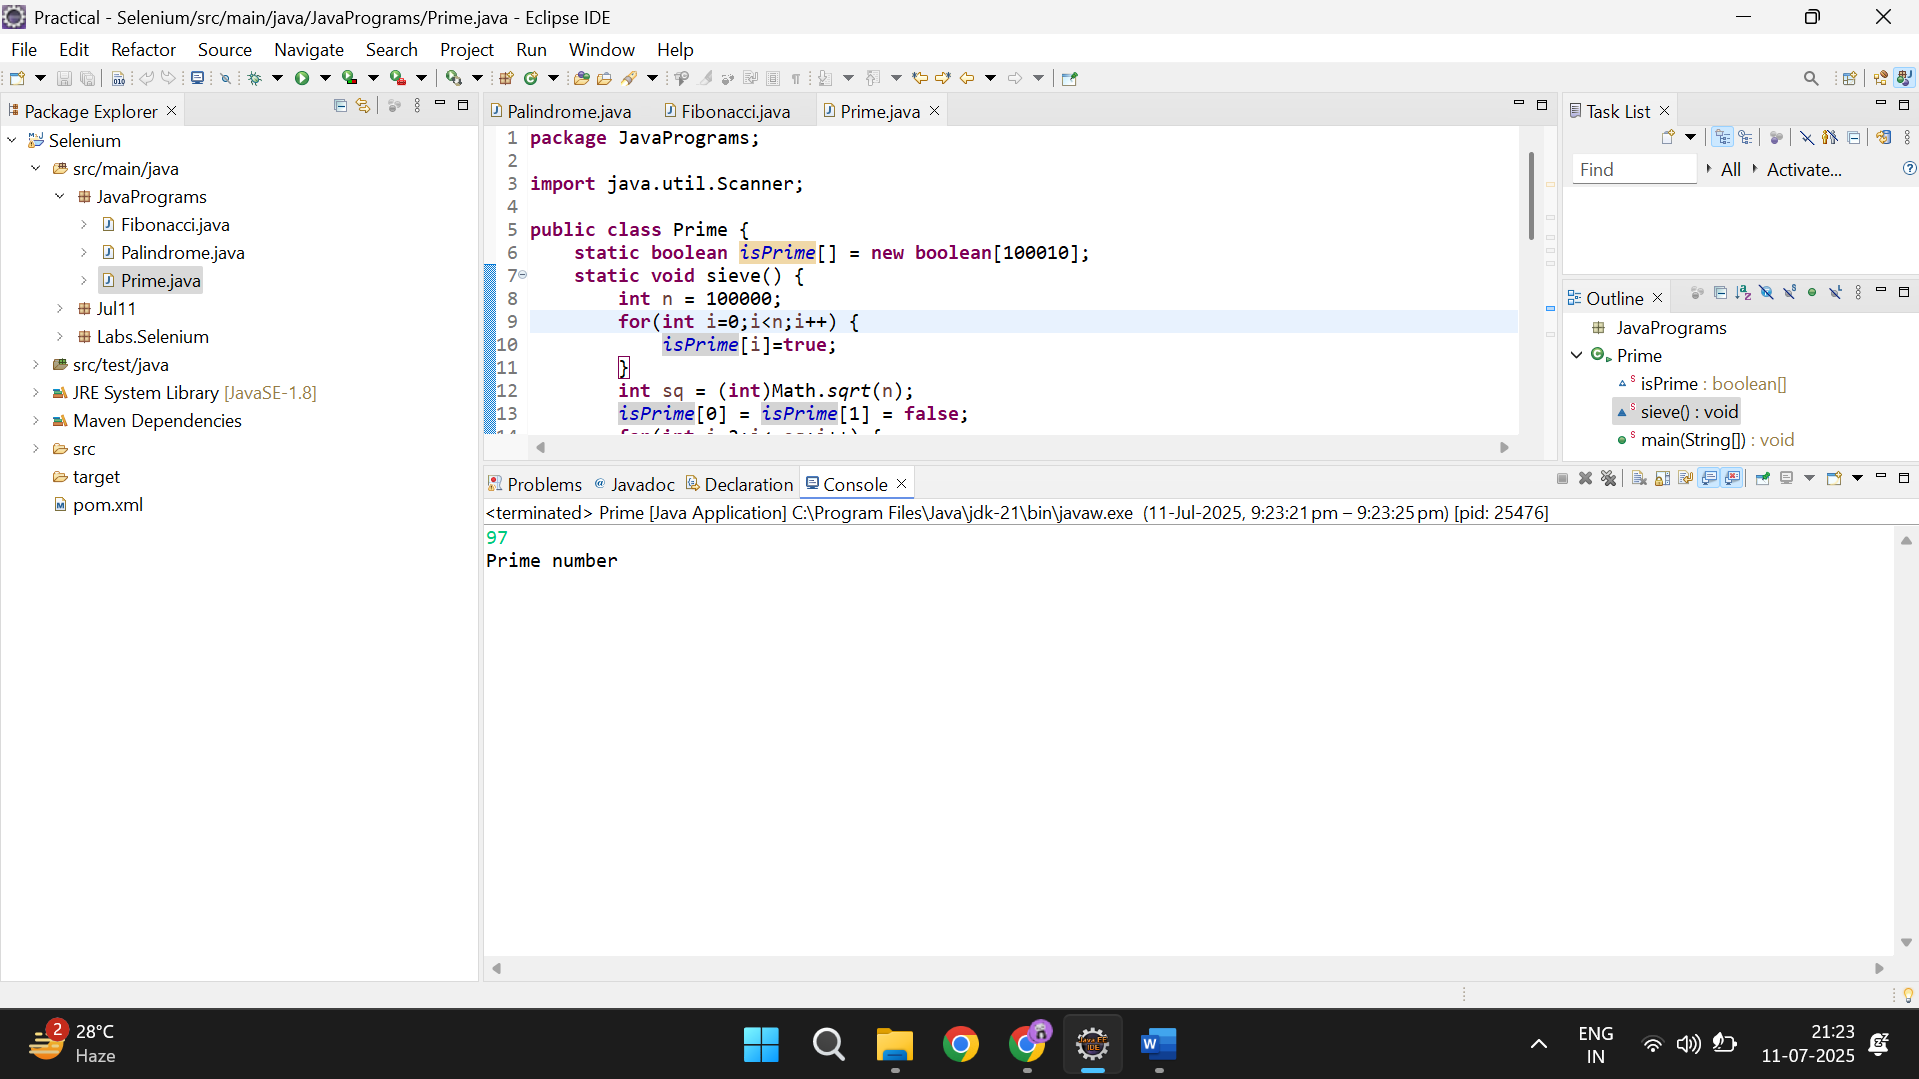 Practical - Selenium/src/main/java/JavaPrograms/Prime.java - Eclipse IDE
File Edit Refactor Source Navigate Search Project Run Window Help
Package Explorer
Selenium
src/main/java
JavaPrograms
Fibonacci.java
Palindrome.java
Prime.java
Jul11
Labs.Selenium
src/test/java
JRE System Library [JavaSE-1.8]
Maven Dependencies
src
target
pom.xml
Palindrome.java Fibonacci.java Prime.java
1 package JavaPrograms;
2
3 import java.util.Scanner;
4
5 public class Prime {
6 static boolean isPrime[] = new boolean[100010];
7 static void sieve() {
8 int n = 100000;
9 for(int i=0;i<n;i++) {
10 isPrime[i]=true;
11 }
12 int sq = (int)Math.sqrt(n);
13 isPrime[0] = isPrime[1] = false;
Task List
Find All Activate...
Outline
JavaPrograms
Prime
isPrime : boolean[]
sieve() : void
main(String[]) : void
Problems @ Javadoc Declaration Console
<terminated> Prime [Java Application] C:\Program Files\Java\jdk-21\bin\javaw.exe (11-Jul-2025, 9:23:21 pm – 9:23:25 pm) [pid: 25476]
97
Prime number
2
28°C
Haze
ENG
IN
21:23
11-07-2025